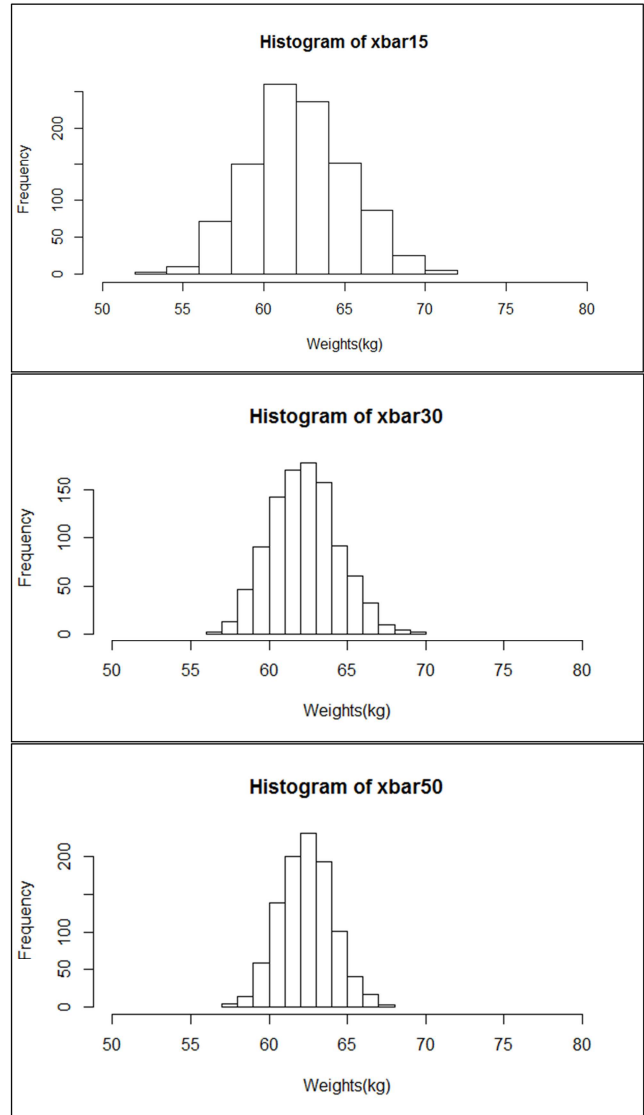 Histogram of xbar15
Frequency
200
100
50
0
50 55 60 65 70 75 80
Weights(kg)
Histogram of xbar30
Frequency
150
100
50
0
50 55 60 65 70 75 80
Weights(kg)
Histogram of xbar50
Frequency
200
100
50
0
50 55 60 65 70 75 80
Weights(kg)